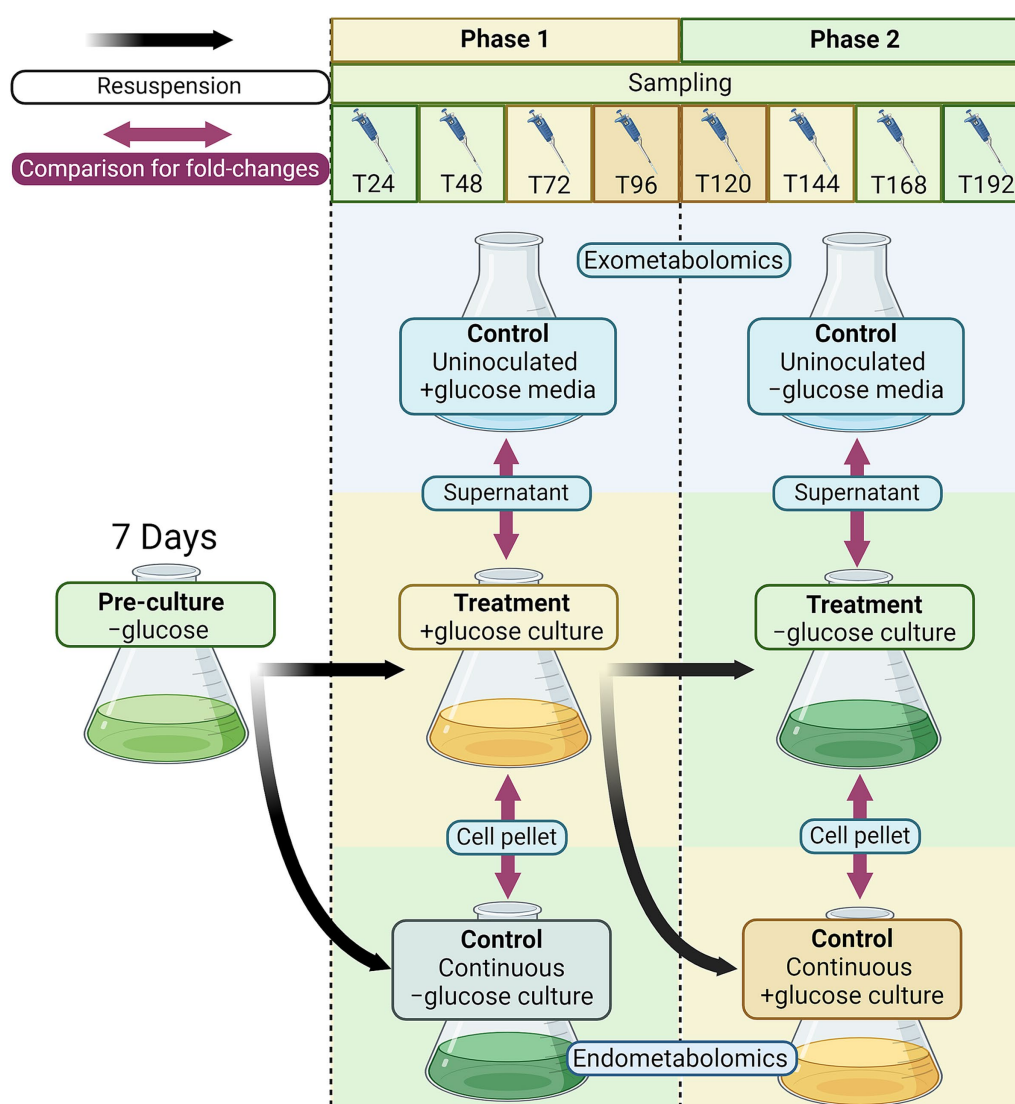 Phase 1
Phase 2
Resuspension
Sampling
Comparison for fold-changes
T24
T48
T72
T96
T120
T144
T168
T192
Exometabolomics
Control
Uninoculated
+glucose media
Control
Uninoculated
−glucose media
Supernatant
Supernatant
7 Days
Pre-culture
−glucose
Treatment
+glucose culture
Treatment
−glucose culture
Cell pellet
Cell pellet
Control
Continuous
−glucose culture
Control
Continuous
+glucose culture
Endometabolomics